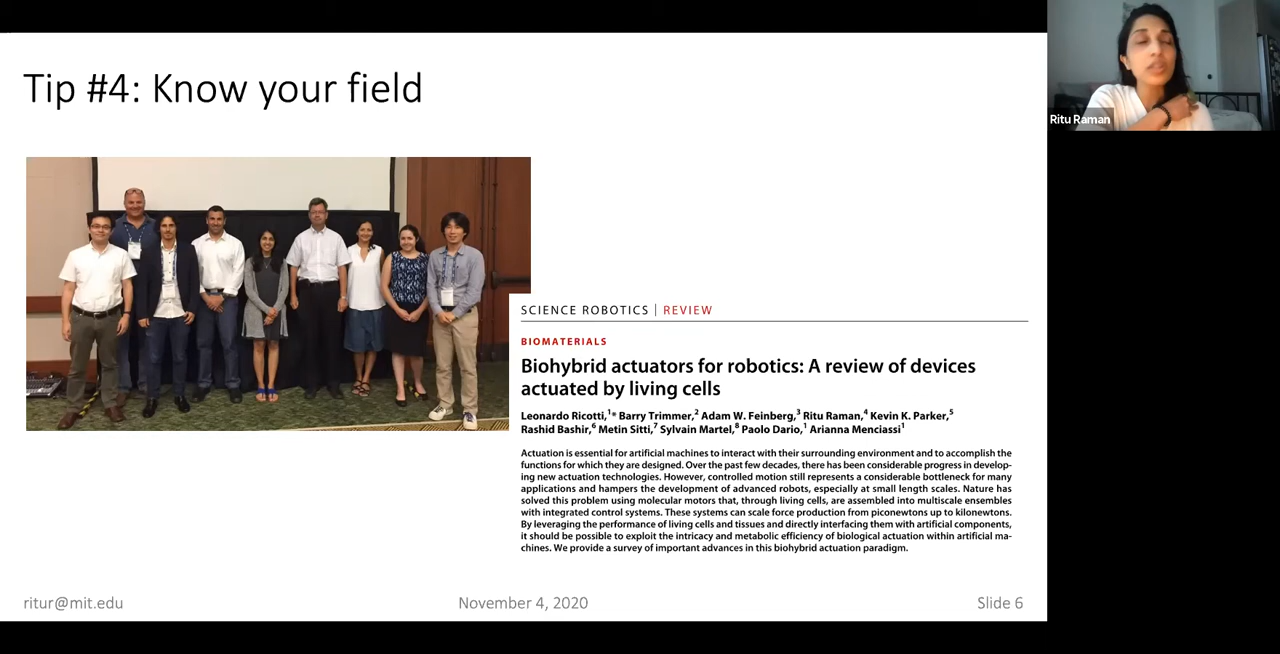 Tip #4: Know your field
Ritu Raman
SCIENCE ROBOTICS | REVIEW
BIOMATERIALS
Biohybrid actuators for robotics: A review of devices
actuated by living cells
Leonardo Ricotti,1* Barry Trimmer,2 Adam W. Feinberg,3 Ritu Raman,4 Kevin K. Parker,5
Rashid Bashir,6 Metin Sitti,7 Sylvain Martel,8 Paolo Dario,1 Arianna Menciassi1
Actuation is essential for artificial machines to interact with their surrounding environment and to accomplish the
functions for which they are designed. Over the past few decades, there has been considerable progress in develop-
ing new actuation technologies. However, controlled motion still represents a considerable bottleneck for many
applications and hampers the development of advanced robots, especially at small length scales. Nature has
solved this problem using molecular motors that, through living cells, are assembled into multiscale ensembles
with integrated control systems. These systems can scale force production from piconewtons up to kilonewtons.
By leveraging the performance of living cells and tissues and directly interfacing them with artificial components,
it should be possible to exploit the intricacy and metabolic efficiency of biological actuation within artificial ma-
chines. We provide a survey of important advances in this biohybrid actuation paradigm.
ritur@mit.edu
November 4, 2020
Slide 6